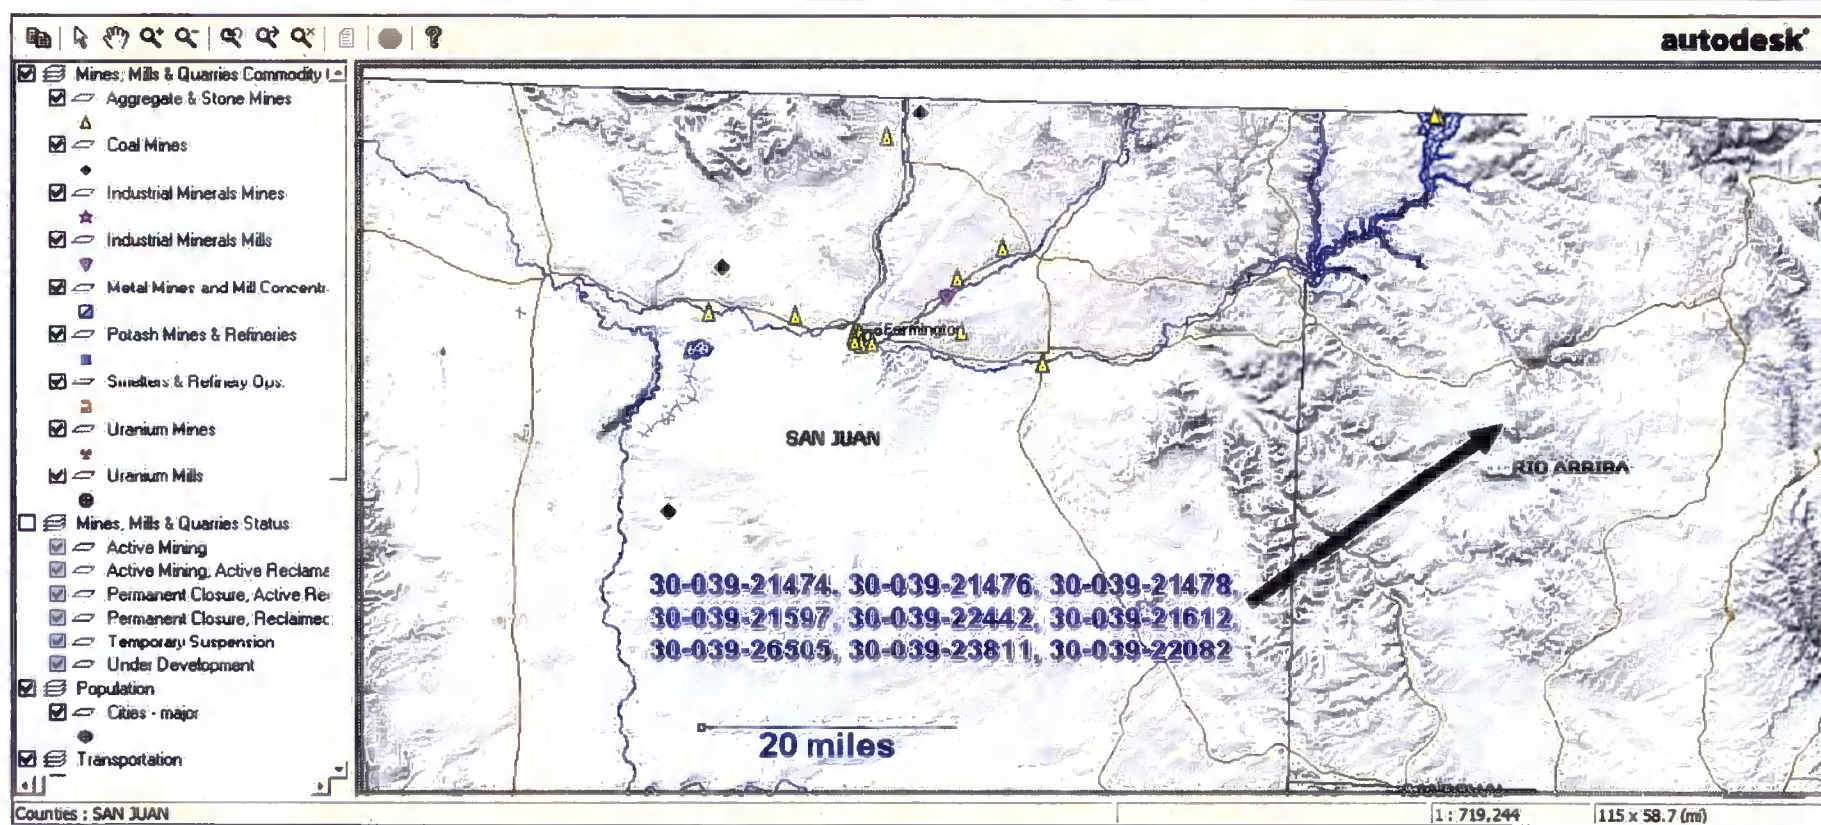 autodesk
Mines, Mills & Quarries Commodity
Aggregate & Stone Mines
Coal Mines
Industrial Minerals Mines
Industrial Minerals Mills
Metal Mines and Mill Concentr
Potash Mines & Refineries
Smelters & Refinery Ops.
Uranium Mines
Uranium Mills
Mines, Mills & Quarries Status
Active Mining
Active Mining, Active Reclama
Permanent Closure, Active Rec
Permanent Closure, Reclaimed
Temporary Suspension
Under Development
Population
Cities - major
Transportation
Farmington
SAN JUAN
RIO ARRIBA
30-039-21474, 30-039-21476, 30-039-21478,
30-039-21597, 30-039-22442, 30-039-21612,
30-039-26505, 30-039-23811, 30-039-22082
20 miles
Counties : SAN JUAN
1 : 719,244
115 x 58.7 (mi)